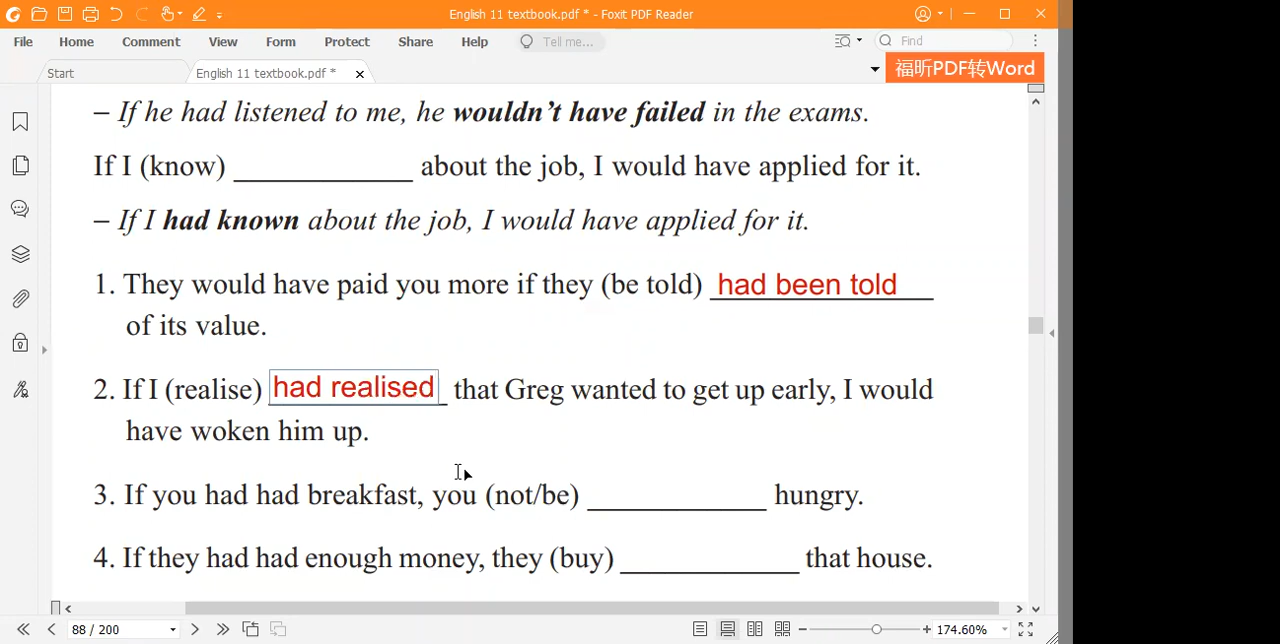 English 11 textbook.pdf * - Foxit PDF Reader
File Home Comment View Form Protect Share Help Tell me... Find
Start English 11 textbook.pdf * 福昕PDF转Word
– If he had listened to me, he wouldn’t have failed in the exams.
If I (know) ____________ about the job, I would have applied for it.
– If I had known about the job, I would have applied for it.
1. They would have paid you more if they (be told) had been told
of its value.
2. If I (realise) had realised that Greg wanted to get up early, I would
have woken him up.
3. If you had had breakfast, you (not/be) ____________ hungry.
4. If they had had enough money, they (buy) ____________ that house.
88 / 200 174.60%